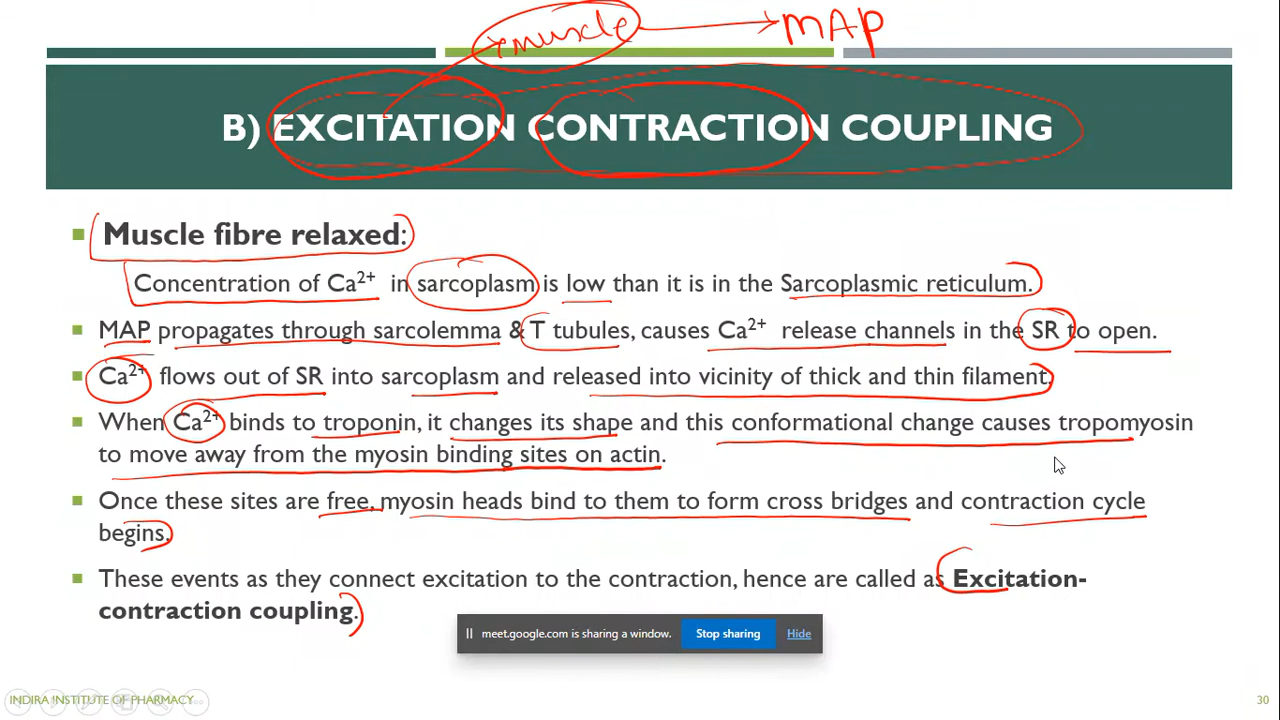 muscle MAP
B) EXCITATION CONTRACTION COUPLING
Muscle fibre relaxed:
Concentration of Ca2+ in sarcoplasm is low than it is in the Sarcoplasmic reticulum.
MAP propagates through sarcolemma & T tubules, causes Ca2+ release channels in the SR to open.
Ca2+ flows out of SR into sarcoplasm and released into vicinity of thick and thin filament.
When Ca2+ binds to troponin, it changes its shape and this conformational change causes tropomyosin
to move away from the myosin binding sites on actin.
Once these sites are free, myosin heads bind to them to form cross bridges and contraction cycle
begins.
These events as they connect excitation to the contraction, hence are called as Excitation-
contraction coupling.
meet.google.com is sharing a window. Stop sharing Hide
INDIRA INSTITUTE OF PHARMACY 30